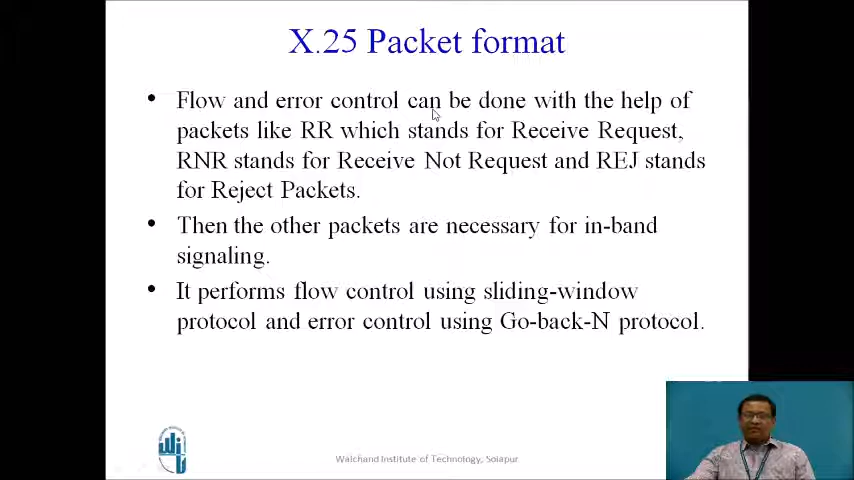 X.25 Packet format
• Flow and error control can be done with the help of
packets like RR which stands for Receive Request,
RNR stands for Receive Not Request and REJ stands
for Reject Packets.
• Then the other packets are necessary for in-band
signaling.
• It performs flow control using sliding-window
protocol and error control using Go-back-N protocol.
Walchand Institute of Technology, Solapur